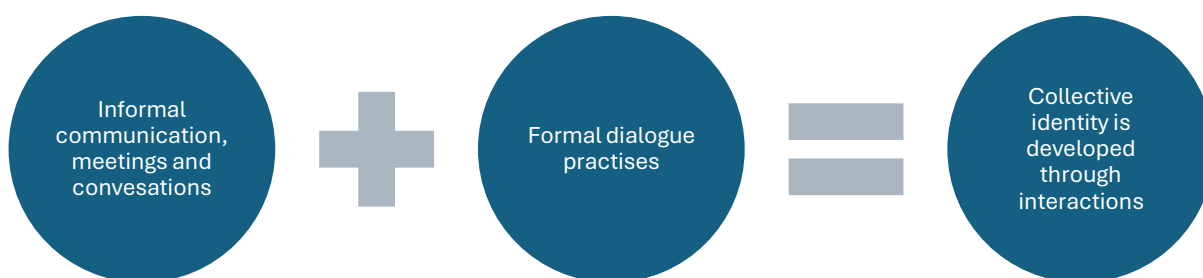 Informal
communication,
meetings and
convesations
Formal dialogue
practises
Collective
identity is
developed
through
interactions